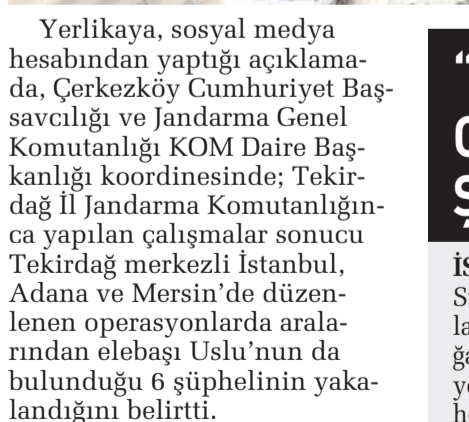 Yerlikaya, sosyal medya
hesabından yaptığı açıklama-
da, Çerkezköy Cumhuriyet Baş-
savcılığı ve Jandarma Genel
Komutanlığı KOM Daire Baş-
kanlığı koordinesinde; Tekir-
dağ İl Jandarma Komutanlığın-
ca yapılan çalışmalar sonucu
Tekirdağ merkezli İstanbul,
Adana ve Mersin’de düzen-
lenen operasyonlarda arala-
rından elebaşı Uslu’nun da
bulunduğu 6 şüphelinin yaka-
landığını belirtti.